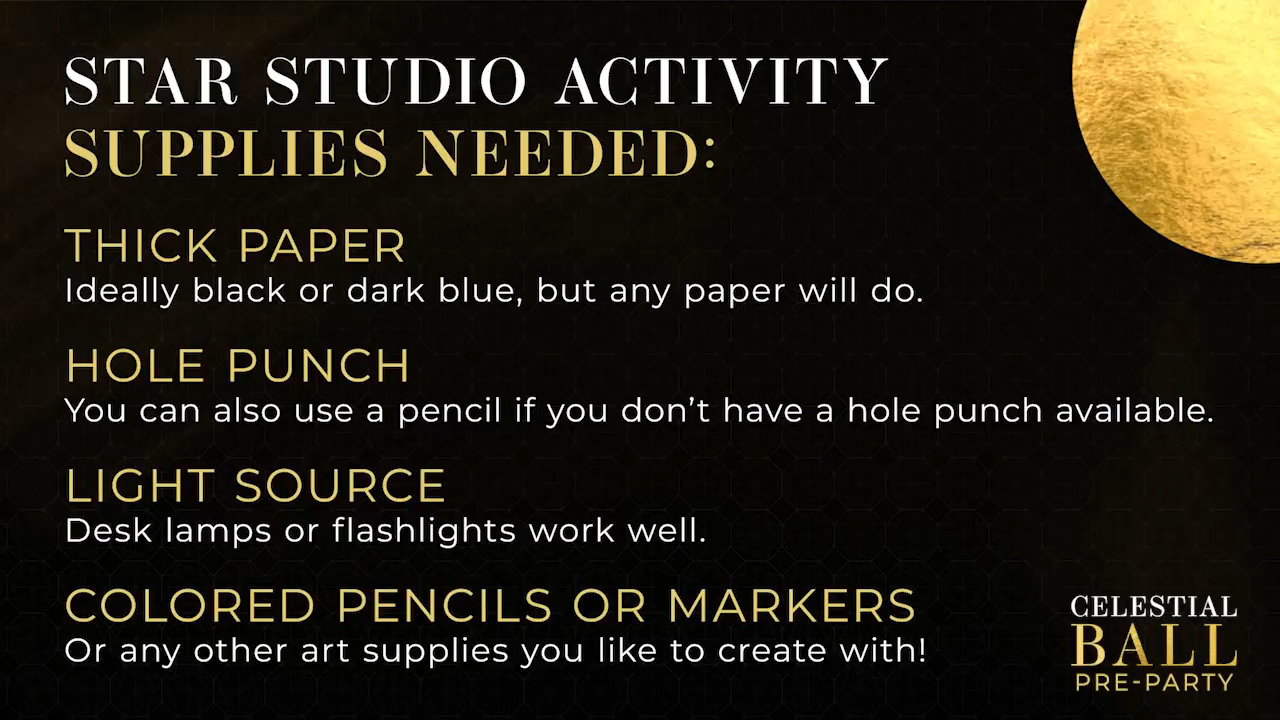 STAR STUDIO ACTIVITY
SUPPLIES NEEDED:
THICK PAPER
Ideally black or dark blue, but any paper will do.
HOLE PUNCH
You can also use a pencil if you don’t have a hole punch available.
LIGHT SOURCE
Desk lamps or flashlights work well.
COLORED PENCILS OR MARKERS
Or any other art supplies you like to create with!
CELESTIAL
BALL
PRE-PARTY